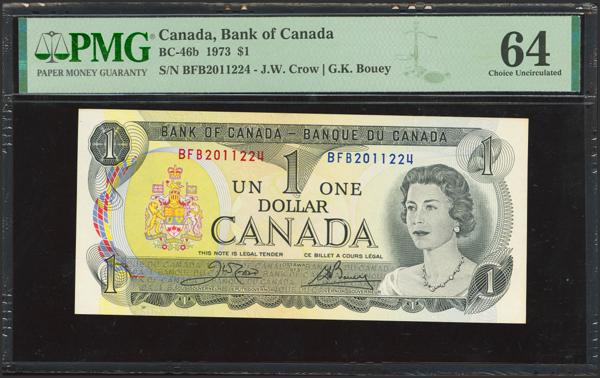 PMG
PAPER MONEY GUARANTY
Canada, Bank of Canada
BC-46b 1973 $1
S/N BFB2011224 - J.W. Crow | G.K. Bouey
64
Choice Uncirculated
1
BANK OF CANADA – BANQUE DU CANADA
1
BFB2011224
BFB2011224
UN 1 ONE
DOLLAR
CANADA
THIS NOTE IS LEGAL TENDER
CE BILLET A COURS LÉGAL
OTTAWA
1
1